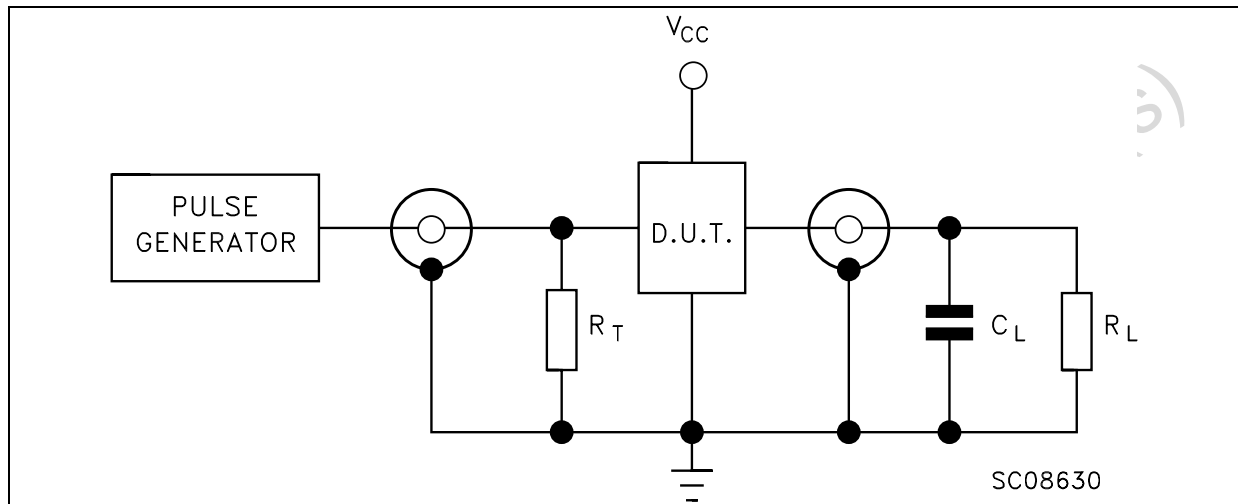 VCC
PULSE
GENERATOR
D.U.T.
RT
CL
RL
SC08630